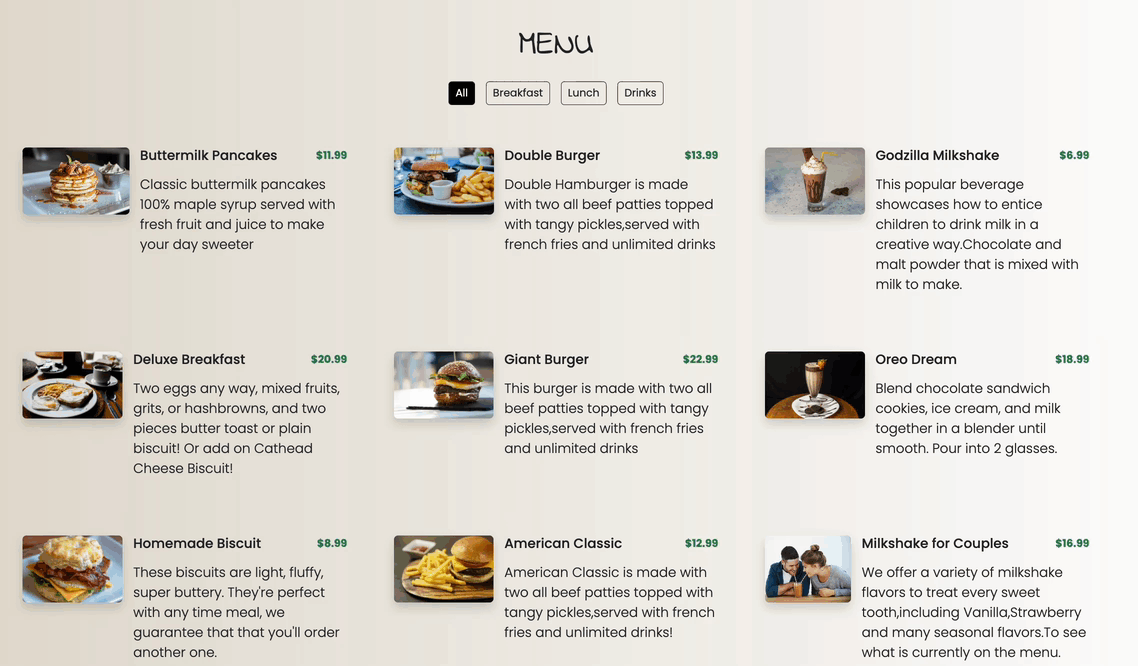 MENU
All
Breakfast
Lunch
Drinks
Buttermilk Pancakes
$11.99
Classic buttermilk pancakes
100% maple syrup served with
fresh fruit and juice to make
your day sweeter
Double Burger
$13.99
Double Hamburger is made
with two all beef patties topped
with tangy pickles,served with
french fries and unlimited drinks
Godzilla Milkshake
$6.99
This popular beverage
showcases how to entice
children to drink milk in a
creative way.Chocolate and
malt powder that is mixed with
milk to make.
Deluxe Breakfast
$20.99
Two eggs any way, mixed fruits,
grits, or hashbrowns, and two
pieces butter toast or plain
biscuit! Or add on Cathead
Cheese Biscuit!
Giant Burger
$22.99
This burger is made with two all
beef patties topped with tangy
pickles,served with french fries
and unlimited drinks
Oreo Dream
$18.99
Blend chocolate sandwich
cookies, ice cream, and milk
together in a blender until
smooth. Pour into 2 glasses.
Homemade Biscuit
$8.99
These biscuits are light, fluffy,
super buttery. They're perfect
with any time meal, we
guarantee that that you'll order
another one.
American Classic
$12.99
American Classic is made with
two all beef patties topped with
tangy pickles,served with french
fries and unlimited drinks!
Milkshake for Couples
$16.99
We offer a variety of milkshake
flavors to treat every sweet
tooth,including Vanilla,Strawberry
and many seasonal flavors.To see
what is currently on the menu.